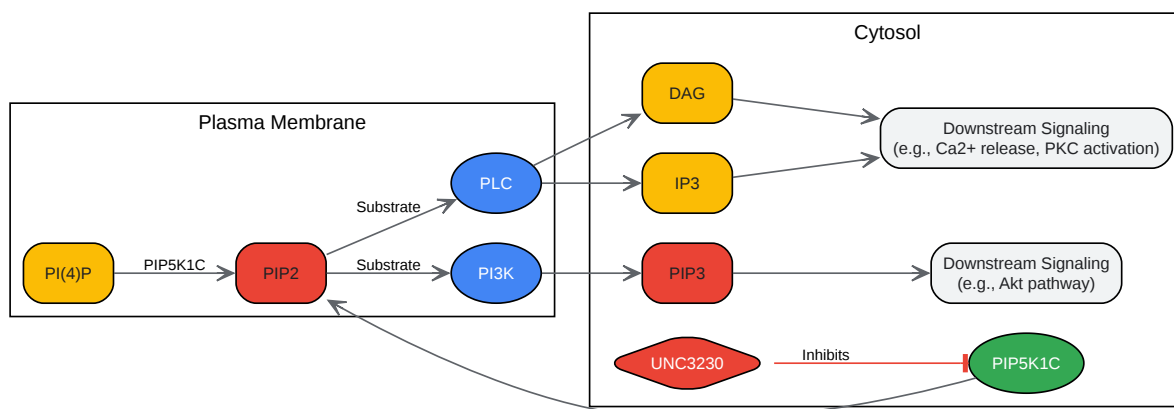 Cytosol
Plasma Membrane
DAG
Downstream Signaling
(e.g., Ca2+ release, PKC activation)
PLC
IP3
Substrate
PI(4)P
PIP5K1C
PIP2
Substrate
PI3K
PIP3
Downstream Signaling
(e.g., Akt pathway)
UNC3230
Inhibits
PIP5K1C